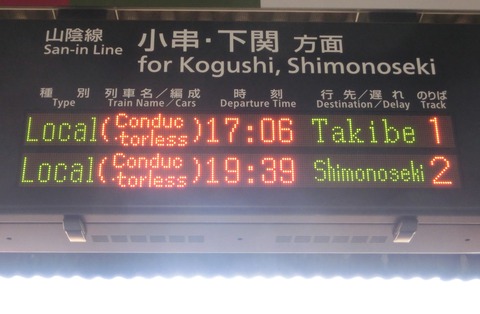 山陰線 小串・下関 方面
San-in Line for Kogushi, Shimonoseki
種別 列車名／編成 時刻 行先／遅れ のりば
Type Train Name／Cars Departure Time Destination／Delay Track
Local (Conduc
·torless) 17:06 Takibe 1
Local (Conduc
·torless) 19:39 Shimonoseki 2